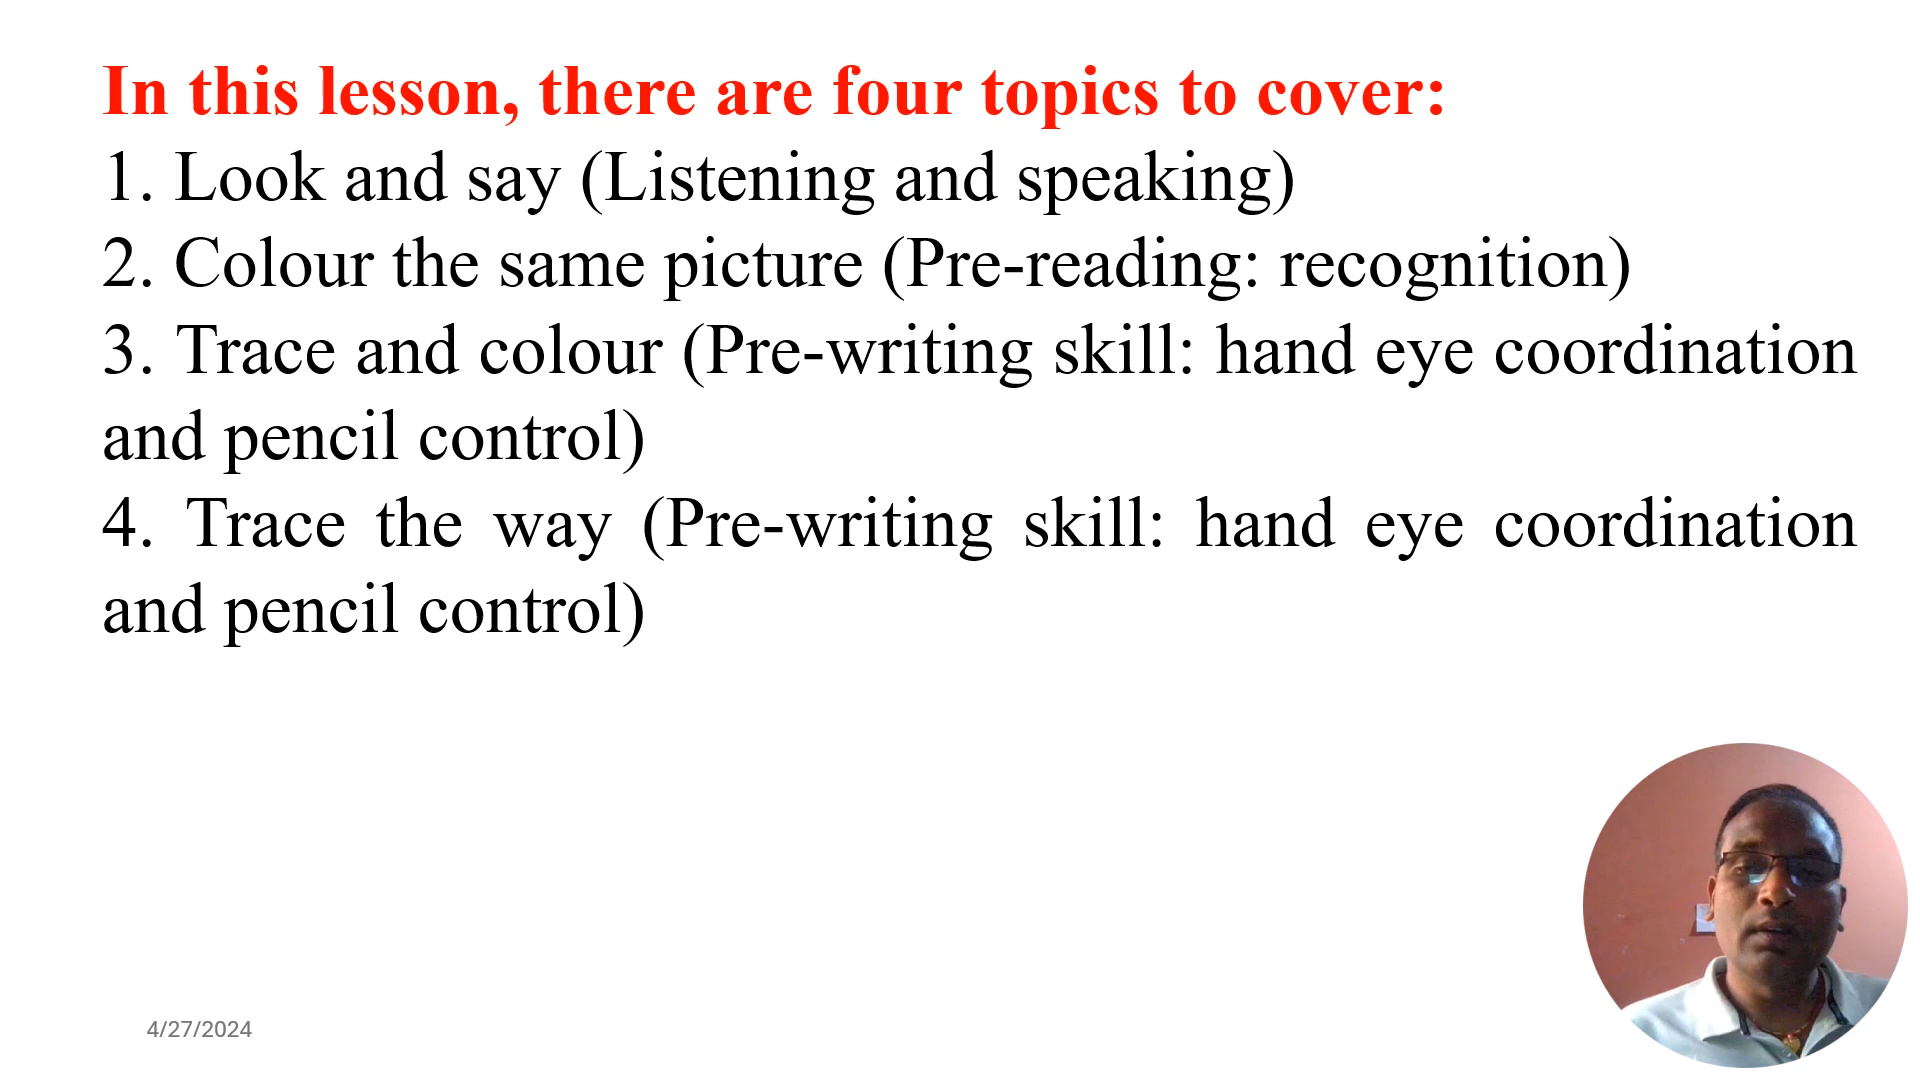 In this lesson, there are four topics to cover:
1. Look and say (Listening and speaking)
2. Colour the same picture (Pre-reading: recognition)
3. Trace and colour (Pre-writing skill: hand eye coordination
and pencil control)
4. Trace the way (Pre-writing skill: hand eye coordination
and pencil control)
4/27/2024